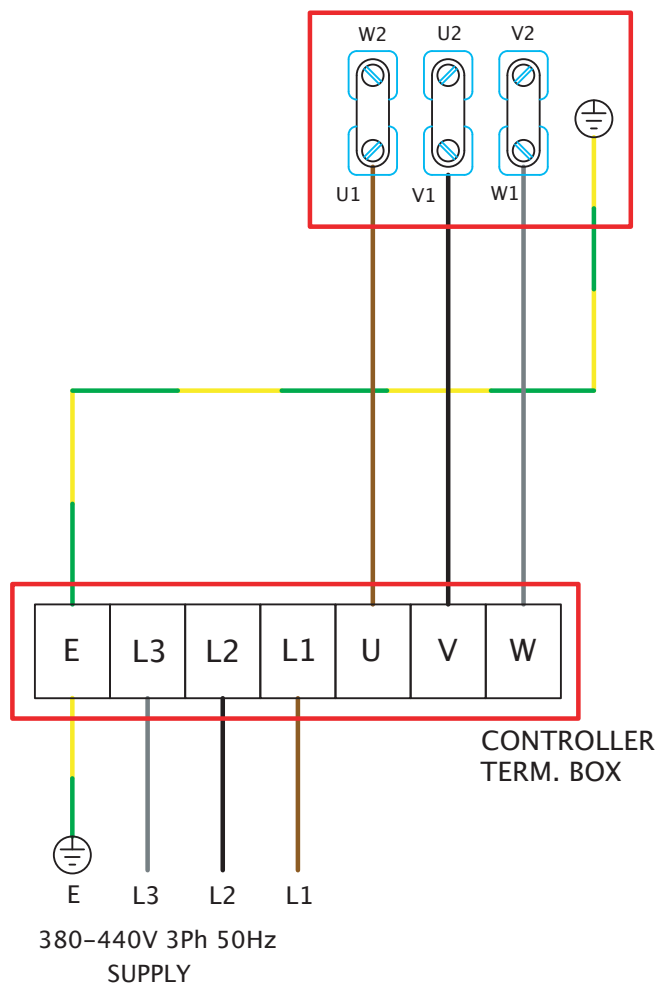 W2 U2 V2
U1 V1 W1
E L3 L2 L1 U V W
CONTROLLER
TERM. BOX
E L3 L2 L1
380-440V 3Ph 50Hz
SUPPLY